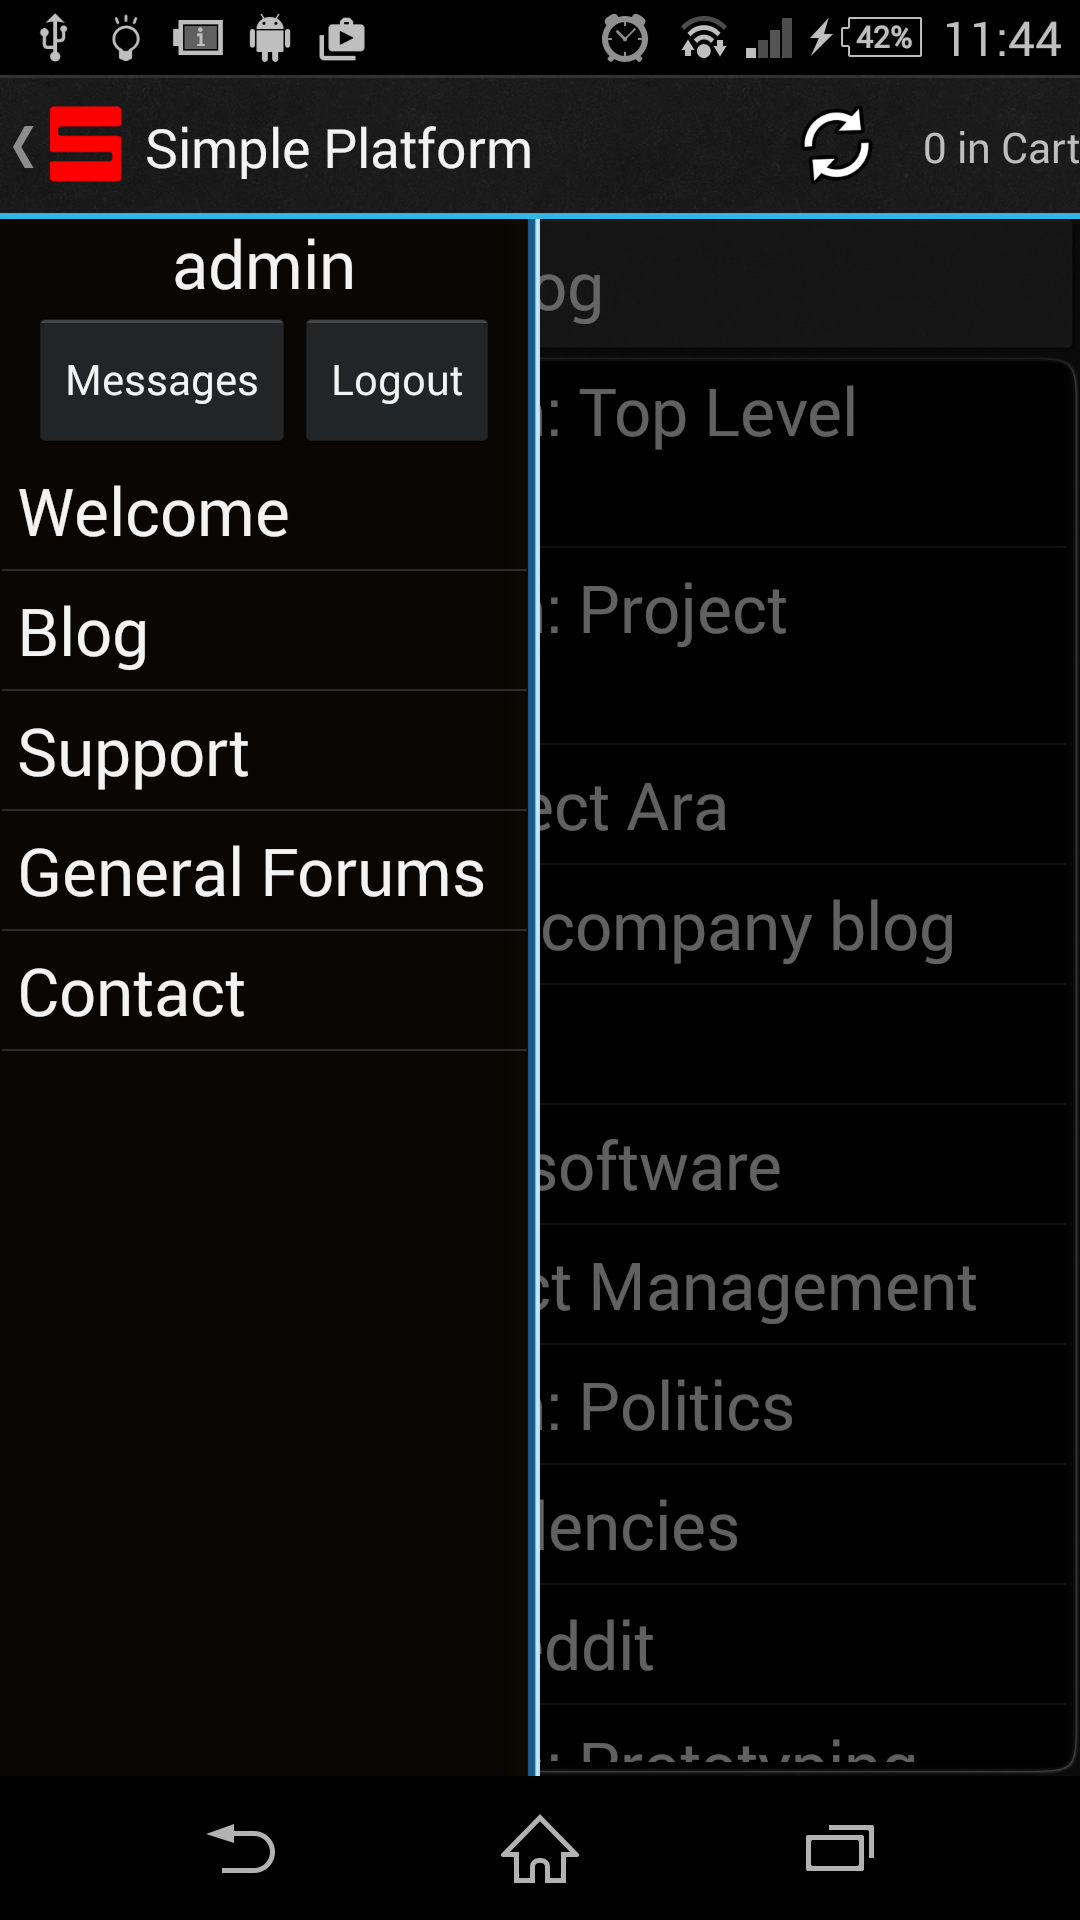 42% 11:44
Simple Platform 0 in Cart
admin
Messages Logout
Welcome
Blog
Support
General Forums
Contact
og
: Top Level
: Project
ect Ara
company blog
software
ct Management
: Politics
lencies
ddit
: Prototyping